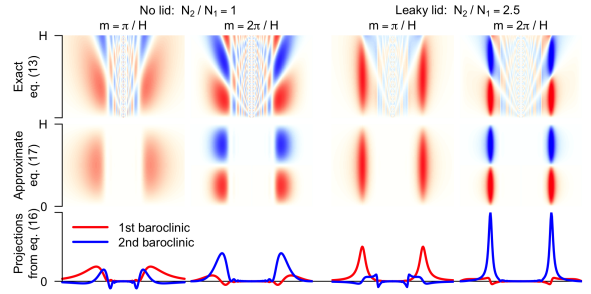 No lid: N2 / N1 = 1
Leaky lid: N2 / N1 = 2.5
m = π / H
m = 2π / H
m = π / H
m = 2π / H
H
Exact
eq. (13)
H
Approximate
eq. (17)
0
Projections
from eq. (16)
0
1st baroclinic
2nd baroclinic